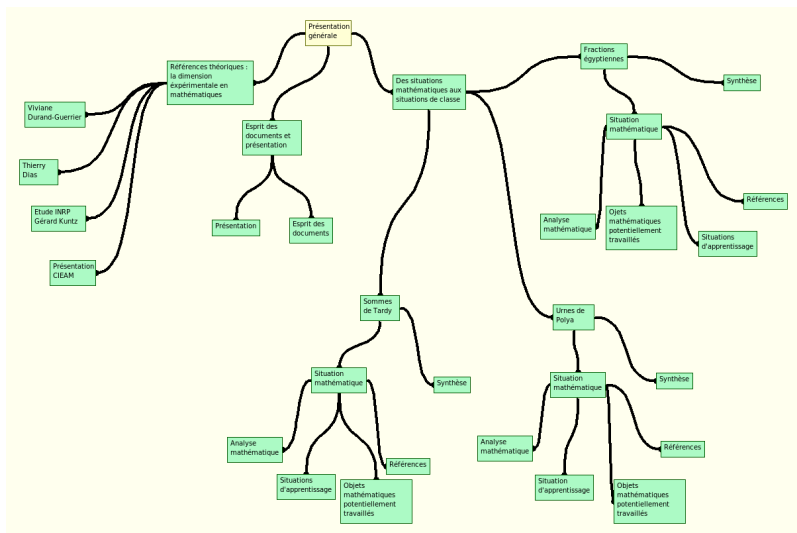 Présentation
générale
Références théoriques :
la dimension
éxpérimentale en
mathématiques
Viviane
Durand-Guerrier
Thierry
Dias
Etude INRP
Gérard Kuntz
Présentation
CIEAM
Esprit des
documents et
présentation
Présentation
Esprit des
documents
Des situations
mathématiques aux
situations de classe
Fractions
égyptiennes
Synthèse
Situation
mathématique
Analyse
mathématique
Ojets
mathématiques
potentiellement
travaillés
Situations
d'apprentissage
Références
Sommes
de Tardy
Synthèse
Situation
mathématique
Analyse
mathématique
Situations
d'apprentissage
Objets
mathématiques
potentiellement
travaillés
Références
Urnes de
Polya
Synthèse
Situation
mathématique
Analyse
mathématique
Situation
d'apprentissage
Objets
mathématiques
potentiellement
travaillés
Références